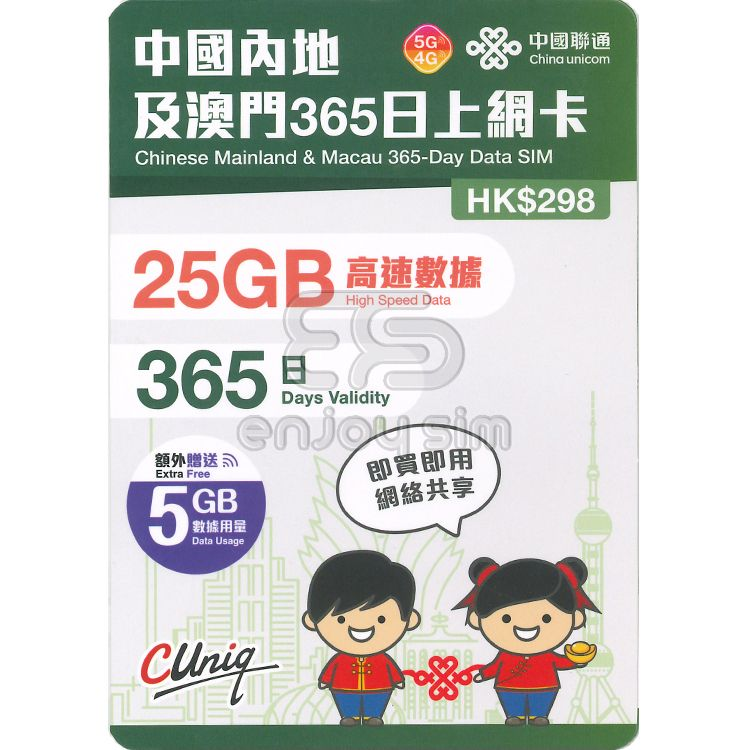 中國內地
5G
4G
中國聯通
China unicom
及澳門365日上網卡
Chinese Mainland & Macau 365-Day Data SIM
HK$298
25GB 高速數據
High Speed Data
365 日
Days Validity
enjoy sim
額外贈送
Extra Free
5GB
數據用量
Data Usage
即買即用
網絡共享
CUniq